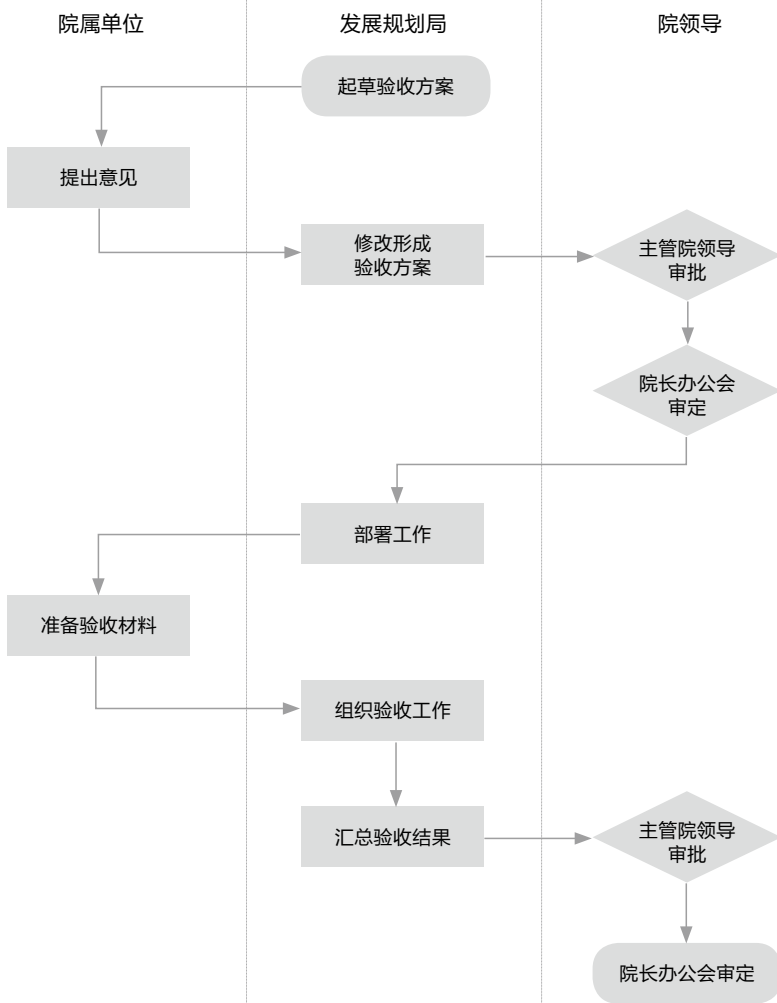 院属单位
发展规划局
院领导
起草验收方案
提出意见
修改形成
验收方案
主管院领导
审批
院长办公会
审定
部署工作
准备验收材料
组织验收工作
汇总验收结果
主管院领导
审批
院长办公会审定